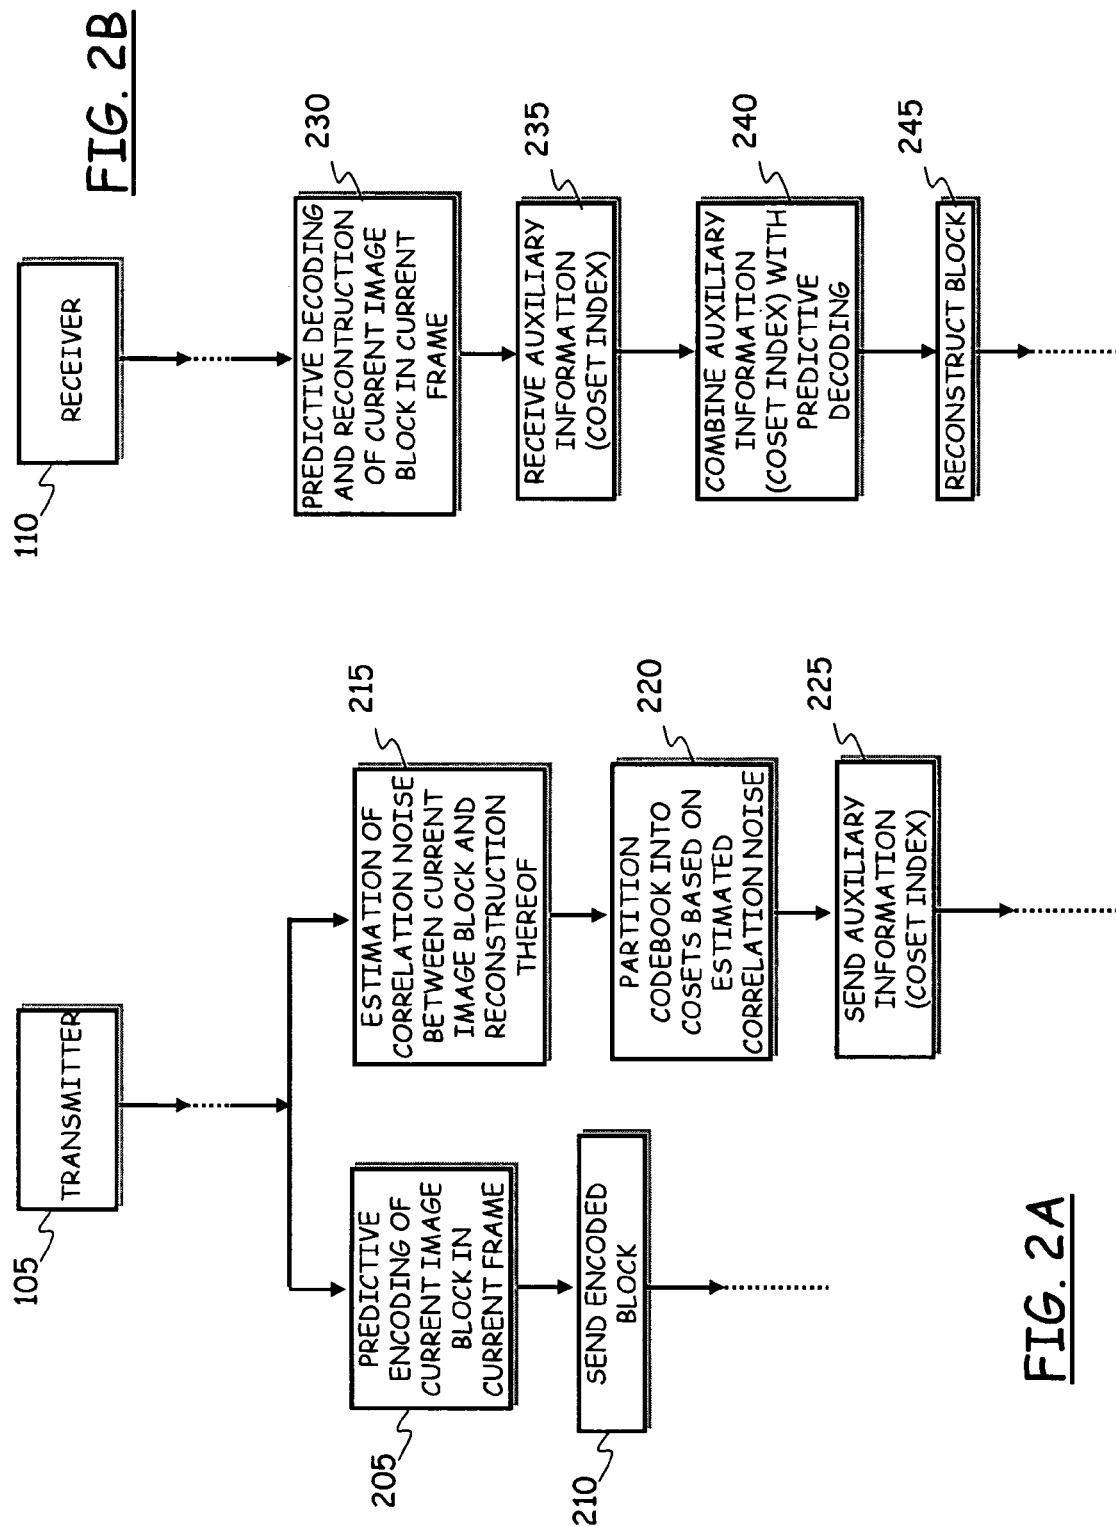 105
TRANSMITTER
205
PREDICTIVE
ENCODING OF
CURRENT IMAGE
BLOCK IN
CURRENT FRAME
210
SEND ENCODED
BLOCK
215
ESTIMATION OF
CORRELATION NOISE
BETWEEN CURRENT
IMAGE BLOCK AND
RECONSTRUCTION
THEREOF
220
PARTITION
CODEBOOK INTO
COSETS BASED ON
ESTIMATED
CORRELATION NOISE
225
SEND AUXILIARY
INFORMATION
(COSET INDEX)
FIG. 2A
110
RECEIVER
230
PREDICTIVE DECODING
AND RECONTRUCTION
OF CURRENT IMAGE
BLOCK IN CURRENT
FRAME
235
RECEIVE AUXILIARY
INFORMATION
(COSET INDEX)
240
COMBINE AUXILIARY
INFORMATION
(COSET INDEX) WITH
PREDICTIVE
DECODING
245
RECONSTRUCT BLOCK
FIG. 2B